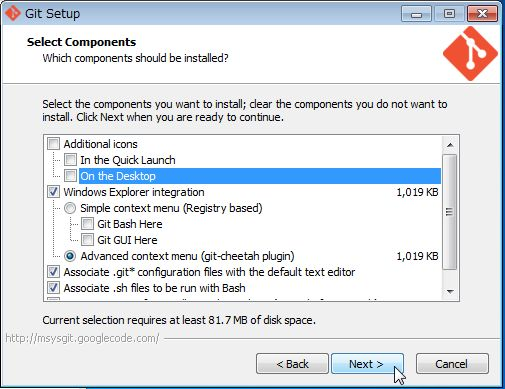 Git Setup
Select Components
Which components should be installed?
Select the components you want to install; clear the components you do not want to
install. Click Next when you are ready to continue.
Additional icons
In the Quick Launch
On the Desktop
Windows Explorer integration 1,019 KB
Simple context menu (Registry based)
Git Bash Here
Git GUI Here
Advanced context menu (git-cheetah plugin) 1,019 KB
Associate .git* configuration files with the default text editor
Associate .sh files to be run with Bash
Current selection requires at least 81.7 MB of disk space.
http://msysgit.googlecode.com/
< Back
Next >
Cancel